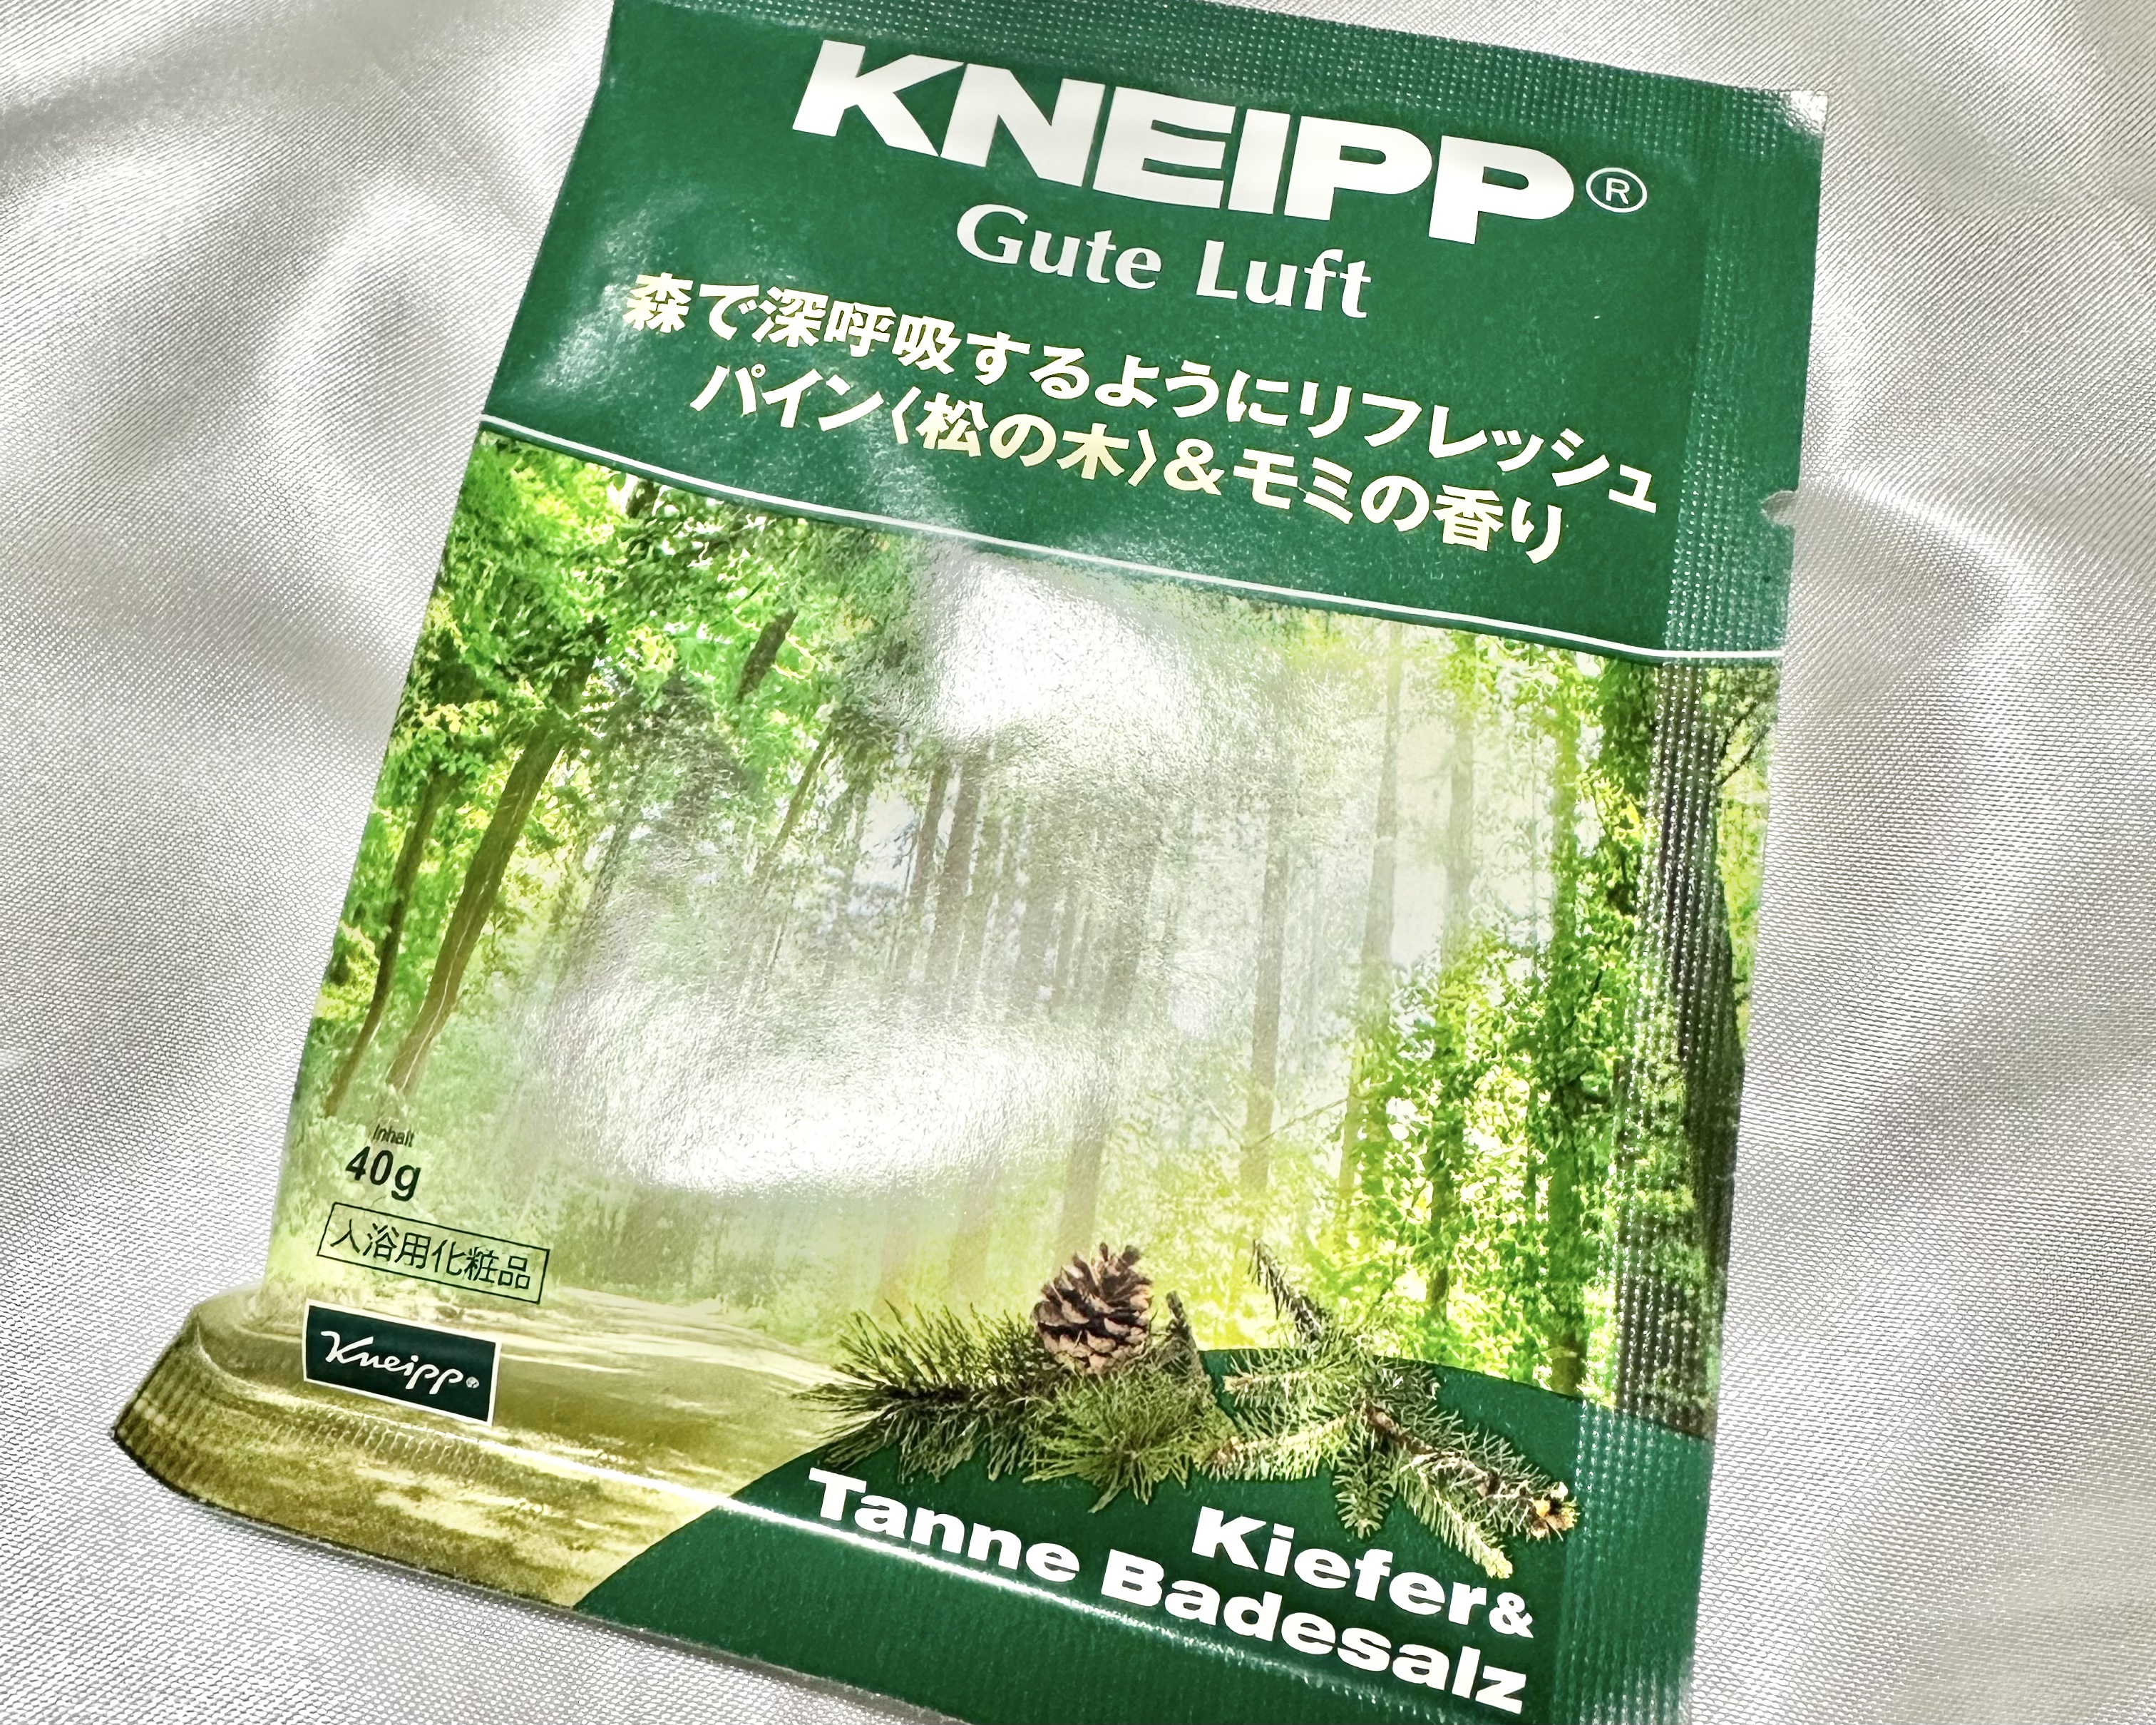 KNEIPP®
Gute Luft
森で深呼吸するようにリフレッシュ
パイン〈松の木〉&モミの香り
Inhalt
40g
入浴用化粧品
Kneipp®
Kiefer&
Tanne Badesalz